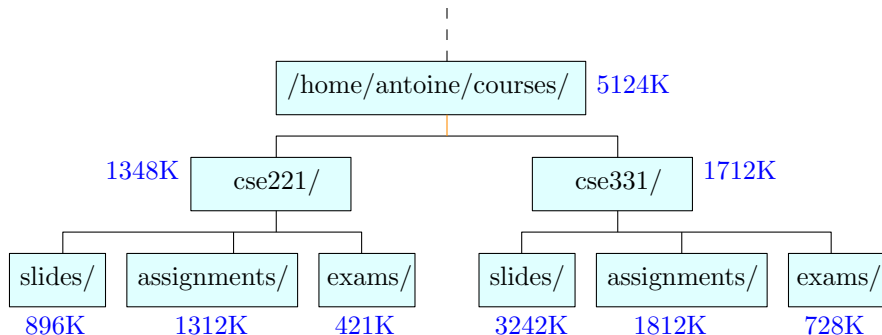 /home/antoine/courses/ 5124K
1348K cse221/ cse331/ 1712K
slides/ assignments/ exams/ slides/ assignments/ exams/
896K 1312K 421K 3242K 1812K 728K